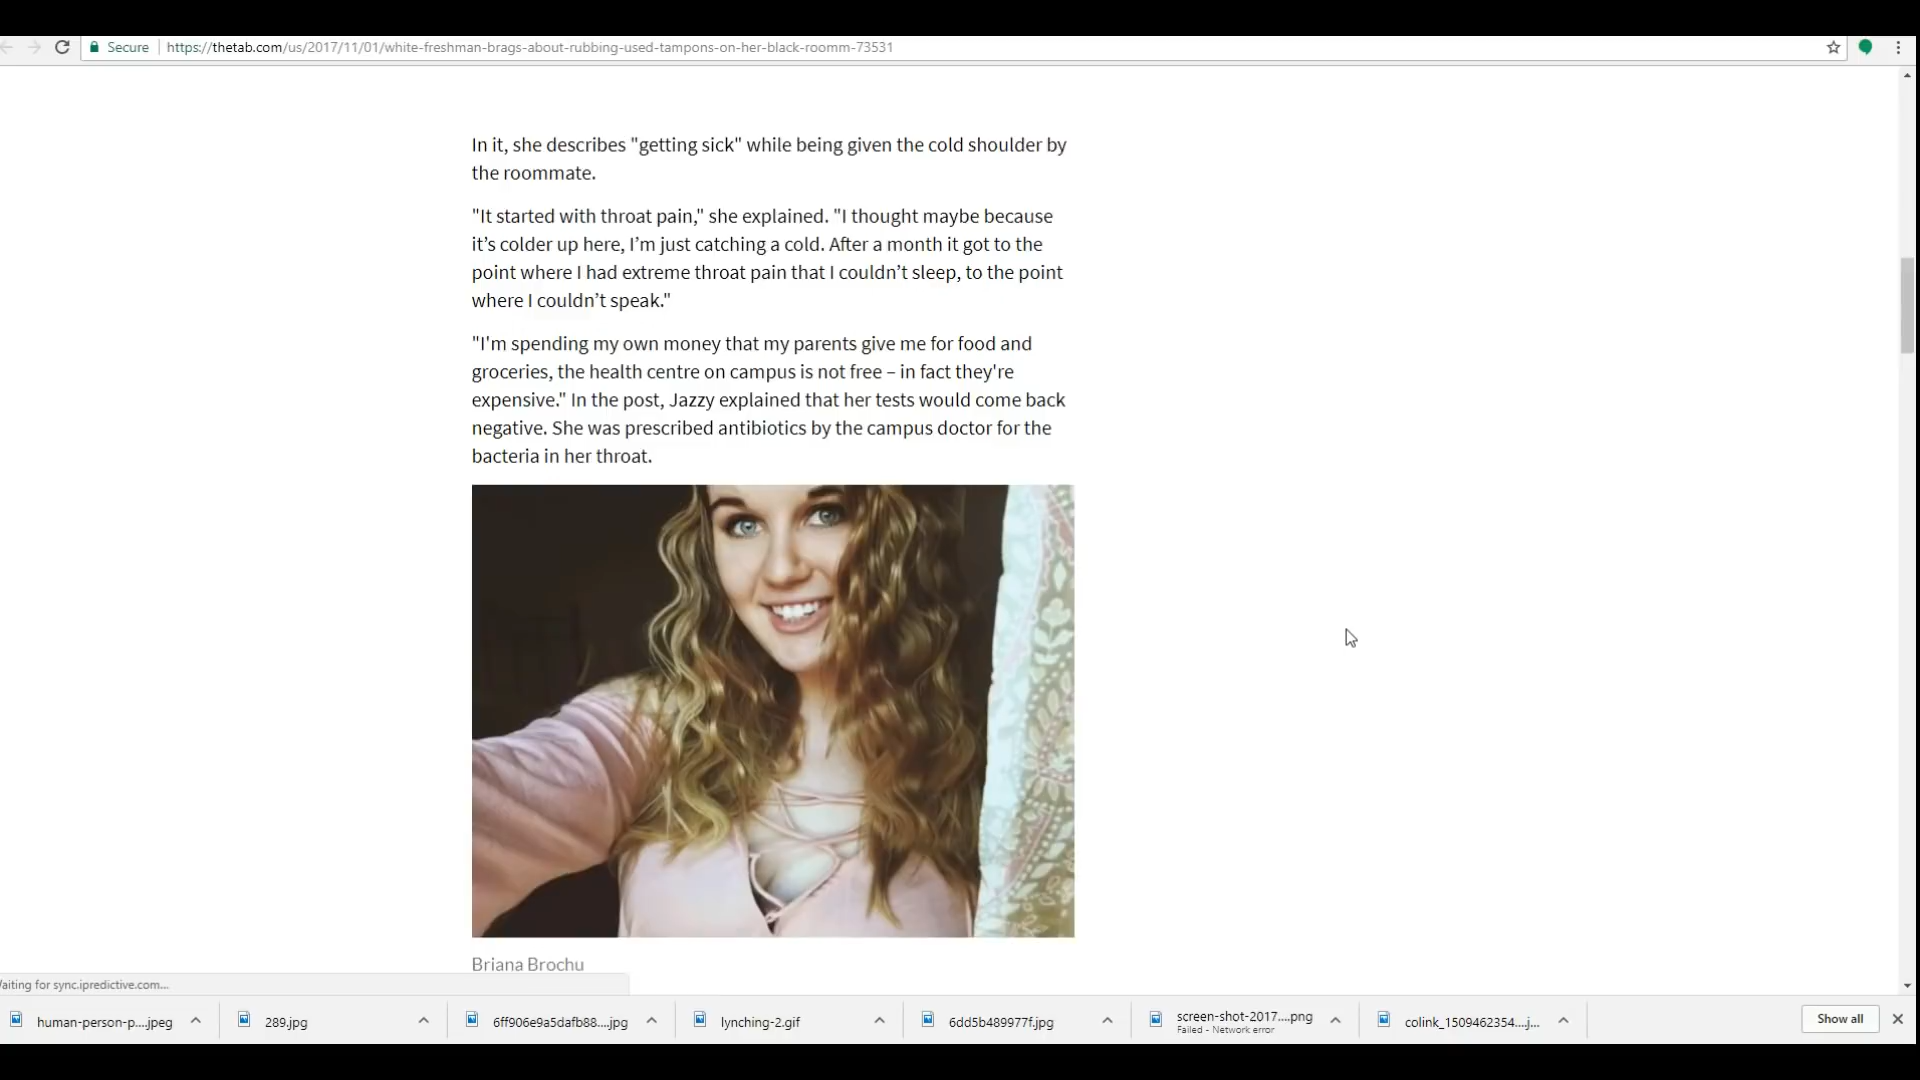 Secure https://thetab.com/us/2017/11/01/white-freshman-brags-about-rubbing-used-tampons-on-her-black-roomm-73531
In it, she describes "getting sick" while being given the cold shoulder by
the roommate.
"It started with throat pain," she explained. "I thought maybe because
it’s colder up here, I’m just catching a cold. After a month it got to the
point where I had extreme throat pain that I couldn’t sleep, to the point
where I couldn’t speak."
"I'm spending my own money that my parents give me for food and
groceries, the health centre on campus is not free – in fact they're
expensive." In the post, Jazzy explained that her tests would come back
negative. She was prescribed antibiotics by the campus doctor for the
bacteria in her throat.
Briana Brochu
aiting for sync.ipredictive.com...
human-person-p....jpeg 289.jpg 6ff906e9a5dafb88....jpg lynching-2.gif 6dd5b489977f.jpg screen-shot-2017....png colink_1509462354....j... Show all
Failed - Network error